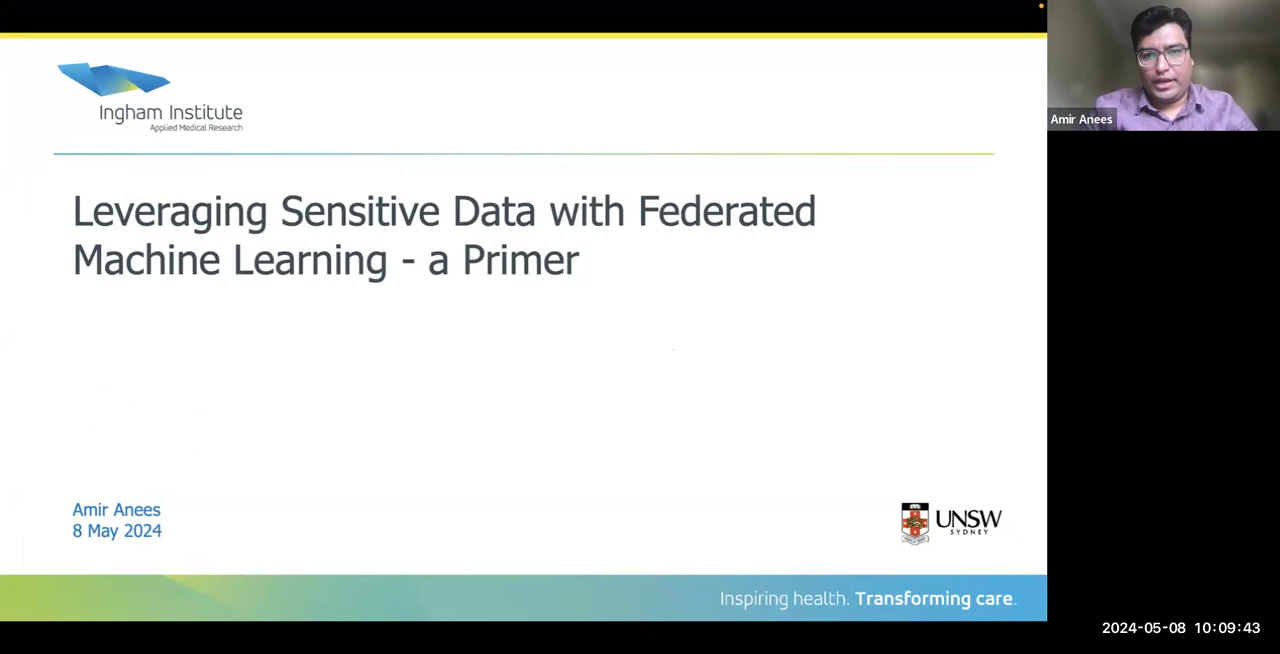 Ingham Institute
Applied Medical Research
Leveraging Sensitive Data with Federated
Machine Learning - a Primer
Amir Anees
8 May 2024
UNSW
SYDNEY
Inspiring health. Transforming care.
Amir Anees
2024-05-08 10:09:43